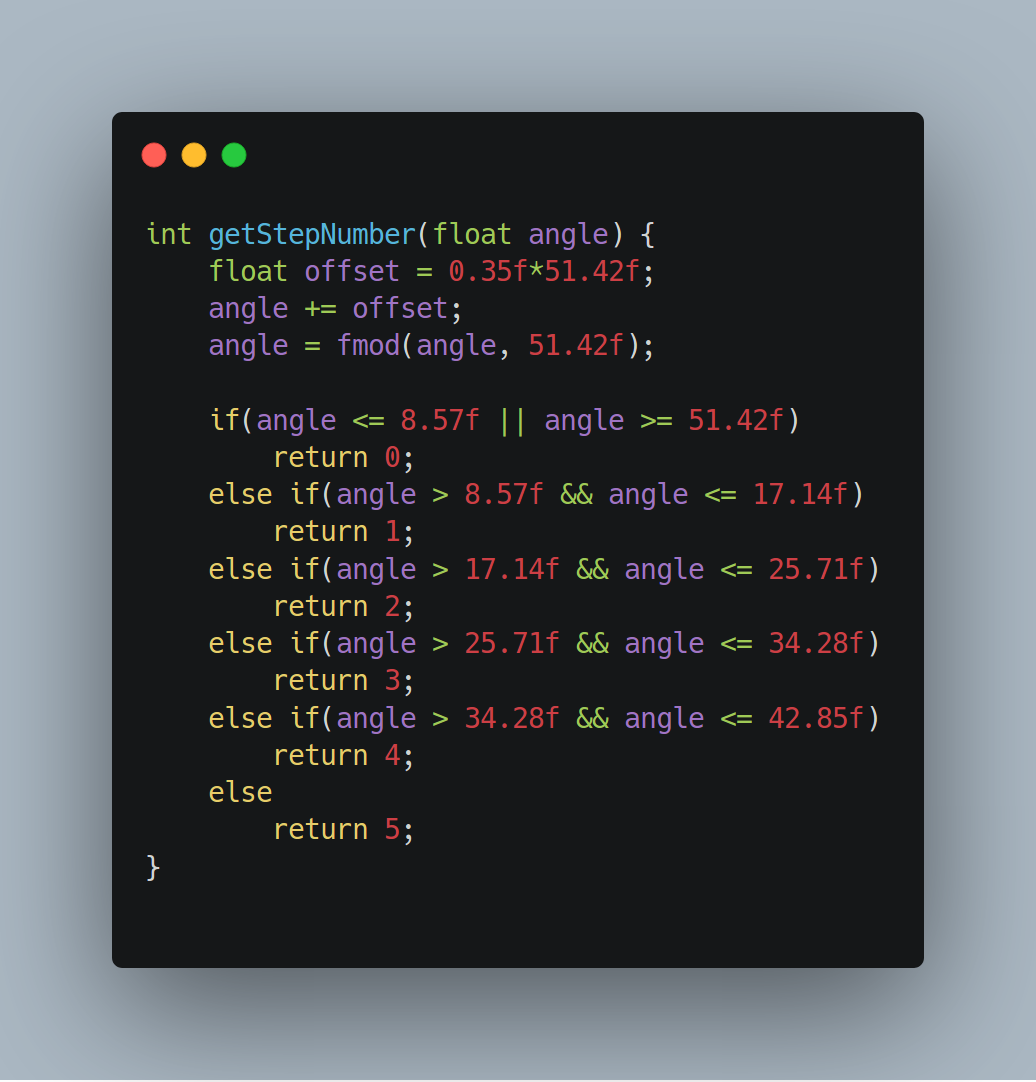 int getStepNumber(float angle) {
    float offset = 0.35f*51.42f;
    angle += offset;
    angle = fmod(angle, 51.42f);

    if(angle <= 8.57f || angle >= 51.42f)
        return 0;
    else if(angle > 8.57f && angle <= 17.14f)
        return 1;
    else if(angle > 17.14f && angle <= 25.71f)
        return 2;
    else if(angle > 25.71f && angle <= 34.28f)
        return 3;
    else if(angle > 34.28f && angle <= 42.85f)
        return 4;
    else
        return 5;
}